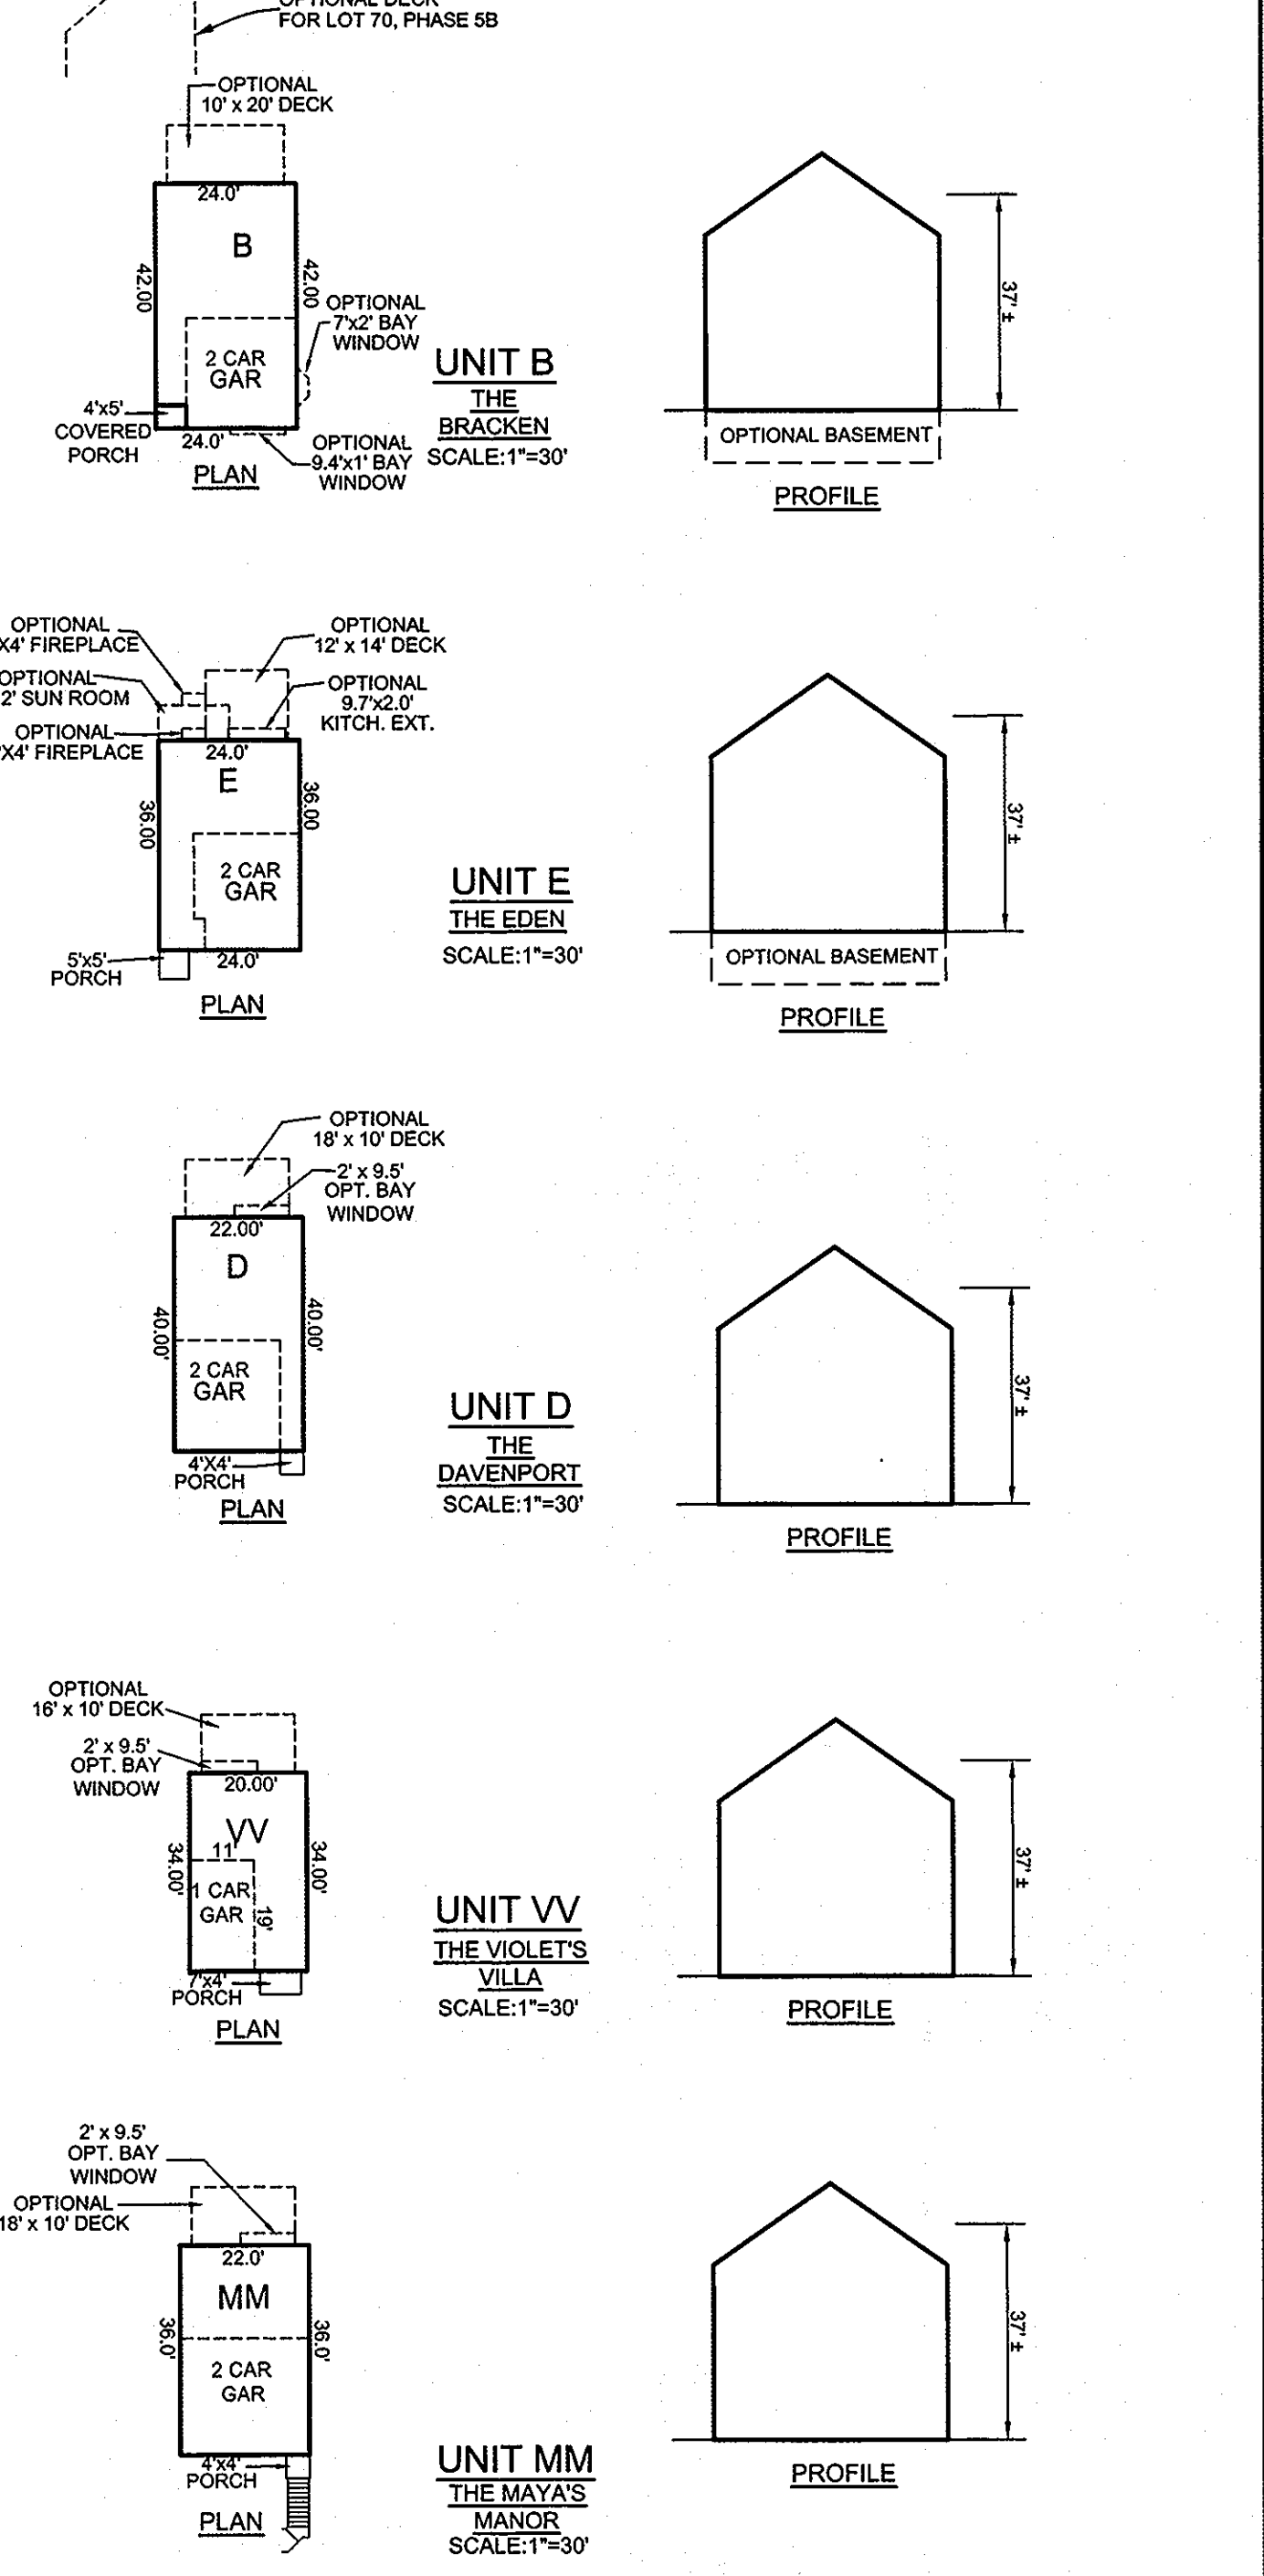 OPTIONAL DECK
FOR LOT 70, PHASE 5B
OPTIONAL
10' x 20' DECK
24.0'
B
42.00
42.00
OPTIONAL
7'x2' BAY
WINDOW
2 CAR
GAR
4'x5'
COVERED
PORCH
24.0'
OPTIONAL
9.4'x1' BAY
WINDOW
PLAN
UNIT B
THE
BRACKEN
SCALE:1"=30'
37' ±
OPTIONAL BASEMENT
PROFILE
OPTIONAL
X4' FIREPLACE
OPTIONAL
2' SUN ROOM
OPTIONAL
'X4' FIREPLACE
OPTIONAL
12' x 14' DECK
OPTIONAL
9.7'x2.0'
KITCH. EXT.
24.0'
E
36.00
36.00
2 CAR
GAR
5'x5'
PORCH
24.0'
PLAN
UNIT E
THE EDEN
SCALE:1"=30'
37' ±
OPTIONAL BASEMENT
PROFILE
OPTIONAL
18' x 10' DECK
2' x 9.5'
OPT. BAY
WINDOW
22.00'
D
40.00'
40.00'
2 CAR
GAR
4'X4'
PORCH
PLAN
UNIT D
THE
DAVENPORT
SCALE:1"=30'
37' ±
PROFILE
OPTIONAL
16' x 10' DECK
2' x 9.5'
OPT. BAY
WINDOW
20.00'
VV
11'
34.00'
34.00'
1 CAR
GAR
19'
7'x4'
PORCH
PLAN
UNIT VV
THE VIOLET'S
VILLA
SCALE:1"=30'
37' ±
PROFILE
2' x 9.5'
OPT. BAY
WINDOW
OPTIONAL
18' x 10' DECK
22.0'
MM
36.0'
36.0'
2 CAR
GAR
4'x4'
PORCH
PLAN
UNIT MM
THE MAYA'S
MANOR
SCALE:1"=30'
37' ±
PROFILE